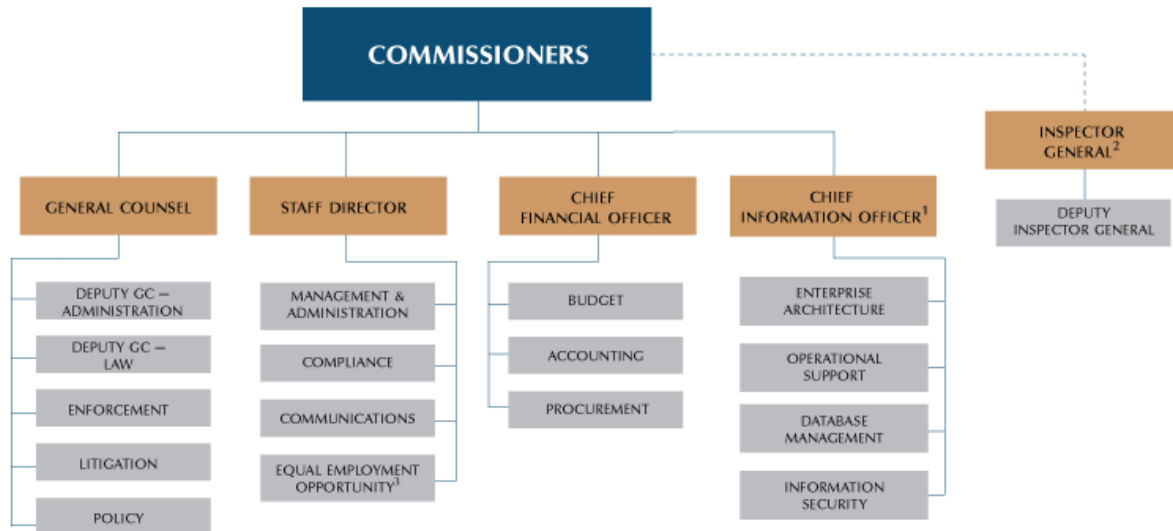 COMMISSIONERS
INSPECTOR
GENERAL²
DEPUTY
INSPECTOR GENERAL
GENERAL COUNSEL
DEPUTY GC —
ADMINISTRATION
DEPUTY GC —
LAW
ENFORCEMENT
LITIGATION
POLICY
STAFF DIRECTOR
MANAGEMENT &
ADMINISTRATION
COMPLIANCE
COMMUNICATIONS
EQUAL EMPLOYMENT
OPPORTUNITY³
CHIEF
FINANCIAL OFFICER
BUDGET
ACCOUNTING
PROCUREMENT
CHIEF
INFORMATION OFFICER¹
ENTERPRISE
ARCHITECTURE
OPERATIONAL
SUPPORT
DATABASE
MANAGEMENT
INFORMATION
SECURITY